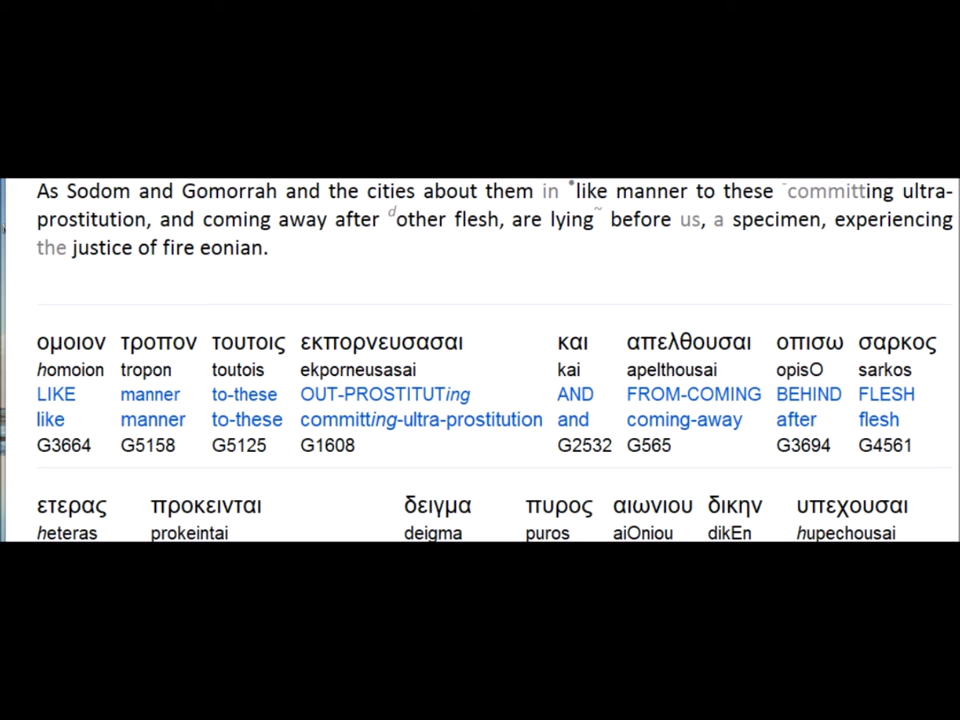 As Sodom and Gomorrah and the cities about them in •like manner to these ⁻committing ultra-
prostitution, and coming away after ᵈother flesh, are lying~ before us, a specimen, experiencing
the justice of fire eonian.
ομοιον τροπον τουτοις εκπορνευσασαι και απελθουσαι οπισω σαρκος
homoion tropon toutois ekporneusasai kai apelthousai opisO sarkos
LIKE manner to-these OUT-PROSTITUTing AND FROM-COMING BEHIND FLESH
like manner to-these committing-ultra-prostitution and coming-away after flesh
G3664 G5158 G5125 G1608 G2532 G565 G3694 G4561
ετερας προκεινται δειγμα πυρος αιωνιου δικην υπεχουσαι
heteras prokeintai deigma puros aiOniou dikEn hupechousai